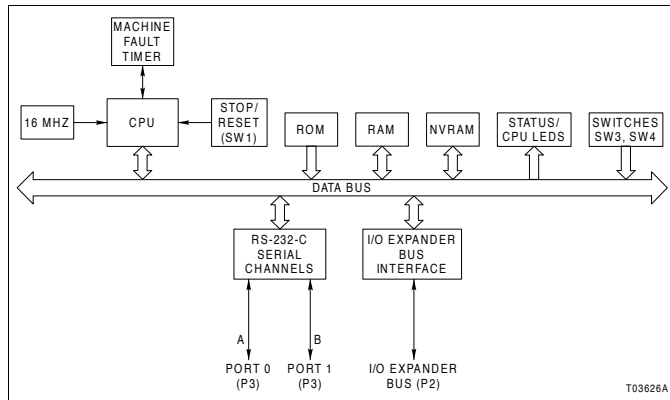 MACHINE
FAULT
TIMER
16 MHZ
CPU
STOP/
RESET
(SW1)
ROM
RAM
NVRAM
STATUS/
CPU LEDS
SWITCHES
SW3, SW4
DATA BUS
RS-232-C
SERIAL
CHANNELS
I/O EXPANDER
BUS
INTERFACE
A
B
PORT 0
(P3)
PORT 1
(P3)
I/O EXPANDER
BUS (P2)
T03626A